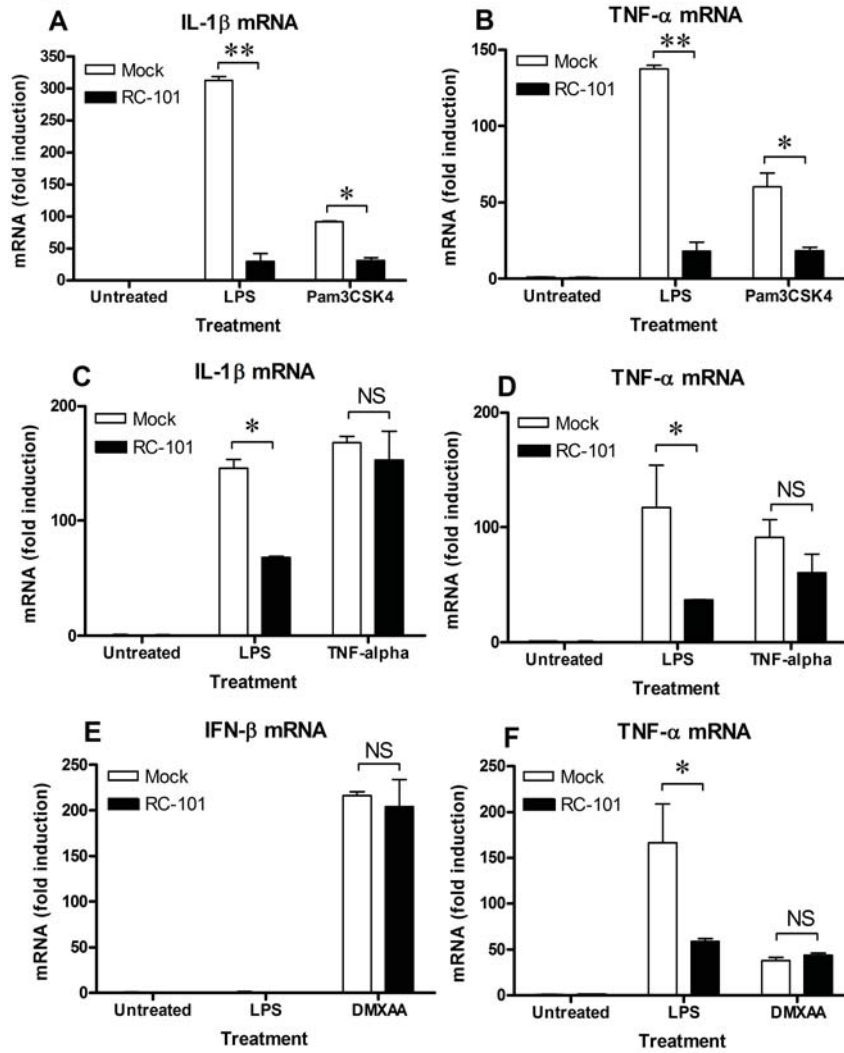 A
IL-1β mRNA
**
Mock
RC-101
*
mRNA (fold induction)
350
300
250
200
150
100
50
0
Untreated
LPS
Pam3CSK4
Treatment
B
TNF-α mRNA
**
Mock
RC-101
*
mRNA (fold induction)
150
100
50
0
Untreated
LPS
Pam3CSK4
Treatment
C
IL-1β mRNA
NS
Mock
RC-101
*
mRNA (fold induction)
200
100
0
Untreated
LPS
TNF-alpha
Treatment
D
TNF-α mRNA
Mock
RC-101
*
NS
mRNA (fold induction)
200
100
0
Untreated
LPS
TNF-alpha
Treatment
E
IFN-β mRNA
NS
Mock
RC-101
mRNA (fold induction)
250
200
150
100
50
0
Untreated
LPS
DMXAA
Treatment
F
TNF-α mRNA
*
Mock
RC-101
NS
mRNA (fold induction)
250
200
150
100
50
0
Untreated
LPS
DMXAA
Treatment